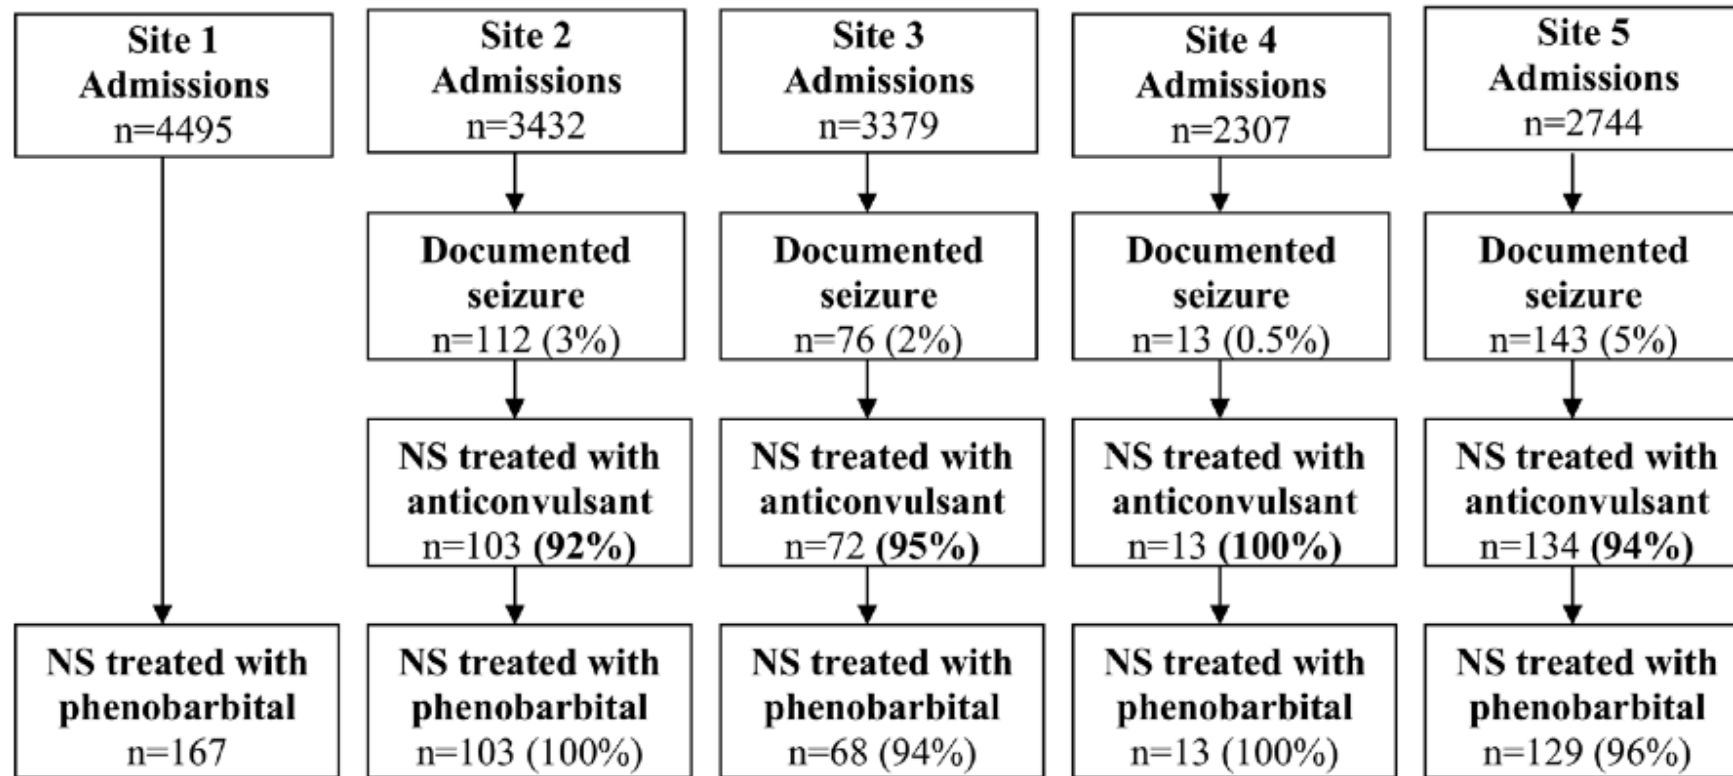 Site 1
Admissions
n=4495
Site 2
Admissions
n=3432
Site 3
Admissions
n=3379
Site 4
Admissions
n=2307
Site 5
Admissions
n=2744
Documented
seizure
n=112 (3%)
Documented
seizure
n=76 (2%)
Documented
seizure
n=13 (0.5%)
Documented
seizure
n=143 (5%)
NS treated with
anticonvulsant
n=103 (92%)
NS treated with
anticonvulsant
n=72 (95%)
NS treated with
anticonvulsant
n=13 (100%)
NS treated with
anticonvulsant
n=134 (94%)
NS treated with
phenobarbital
n=167
NS treated with
phenobarbital
n=103 (100%)
NS treated with
phenobarbital
n=68 (94%)
NS treated with
phenobarbital
n=13 (100%)
NS treated with
phenobarbital
n=129 (96%)